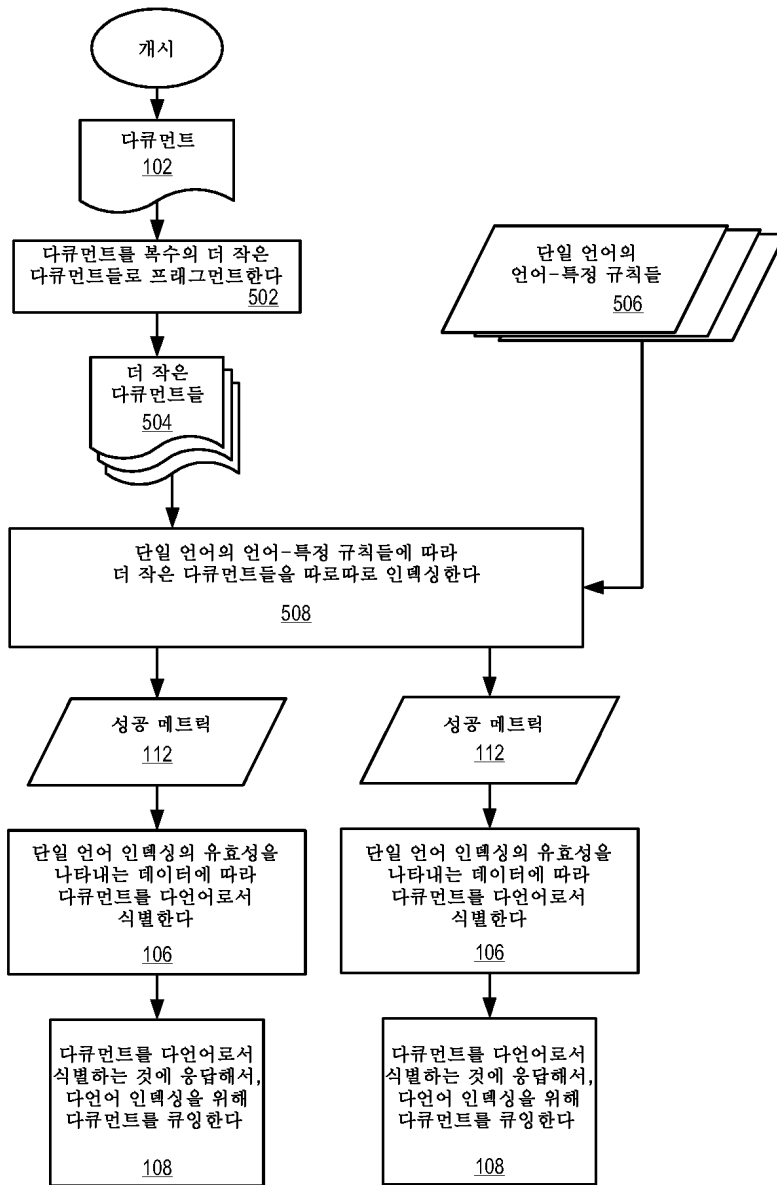 개시
다큐먼트
102
다큐먼트를 복수의 더 작은
다큐먼트들로 프래그먼트한다
502
단일 언어의
언어-특정 규칙들
506
더 작은
다큐먼트들
504
단일 언어의 언어-특정 규칙들에 따라
더 작은 다큐먼트들을 따로따로 인덱싱한다
508
성공 메트릭
112
성공 메트릭
112
단일 언어 인덱싱의 유효성을
나타내는 데이터에 따라
다큐먼트를 다언어로서
식별한다
106
단일 언어 인덱싱의 유효성을
나타내는 데이터에 따라
다큐먼트를 다언어로서
식별한다
106
다큐먼트를 다언어로서
식별하는 것에 응답해서,
다언어 인덱싱을 위해
다큐먼트를 큐잉한다
108
다큐먼트를 다언어로서
식별하는 것에 응답해서,
다언어 인덱싱을 위해
다큐먼트를 큐잉한다
108